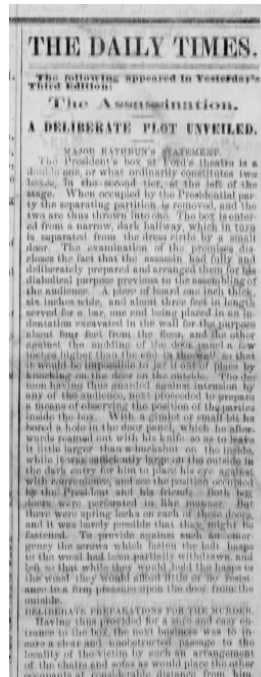 THE DAILY TIMES.
The following appeared in Yesterday's
Third Edition:
The Assassination.
A DELIBERATE PLOT UNVEILED.
MAJOR RATHBUN'S STATEMENT.
The President's box at Ford's theatre is a
double one, or what ordinarily constitutes two
boxes, in the second tier, at the left of the
stage. When occupied by the Presidential par-
ty the separating partition is removed, and the
two are thus thrown into one. The box is enter-
ed from a narrow, dark hallway, which in turn
is separated from the dress circle by a small
door. The examination of the premises dis-
closes the fact that the assassin had fully and
deliberately prepared and arranged them for his
diabolical purpose previous to the assembling of
the audience. A piece of board one inch thick,
six inches wide, and about three feet in length
served for a bar, one end being placed in an in-
dentation excavated in the wall for the purpose
about four feet from the door, and the other
against the molding of the door panel a few
inches higher than the end in the wall so that
it would be impossible to jar it out of place by
knocking on the door on the outside. The de-
mon having thus guarded against intrusion by
any of the audience, next proceeded to prepare
a means of observing the position of the parties
inside the box. With a gimlet or small bit he
bored a hole in the door panel, which he after-
wards reamed out with his knife so as to leave
it little larger than a buckshot on the inside,
while it was sufficiently large on the outside in
the dark entry for him to place his eye against
with convenience, and see the position occupied
by the President and his friends. Both box
doors were perforated in like manner. But
there were spring locks on each of these doors,
and it was barely possible that they might be
fastened. To provide against such an emer-
gency the screws which fasten the bolt hasps
to the wood had been partially withdrawn, and
left so that while they would hold the hasps to
the wood they would afford little or no resist-
ance to a firm pressure upon the door from the
outside.
DELIBERATE PREPARATIONS FOR THE MURDER.
Having thus provided for a sure and easy en-
trance to the box, the next business was to in-
sure a clear and unobstructed passage to the
locality of the victim by such an arrangement
of the chairs and sofas as would place the other
occupants at considerable distance from him